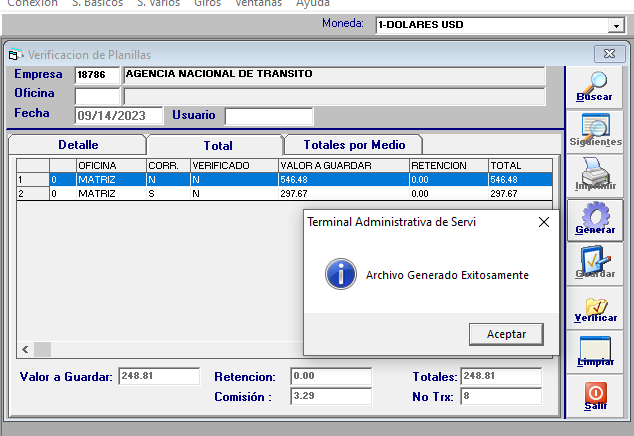 Conexión S. Básicos S. Varios Giros Ventanas Ayuda
Moneda: 1-DOLARES USD
Verificacion de Planillas
Empresa 18786 AGENCIA NACIONAL DE TRANSITO
Oficina
Fecha 09/14/2023 Usuario
Detalle Total Totales por Medio
OFICINA CORR. VERIFICADO VALOR A GUARDAR RETENCION TOTAL
1 0 MATRIZ N N 546.48 0.00 546.48
2 0 MATRIZ S N 297.67 0.00 297.67
Terminal Administrativa de Servi
Archivo Generado Exitosamente
Aceptar
Valor a Guardar: 248.81 Retencion: 0.00 Totales: 248.81
Comisión : 3.29 No Trx: 8
Buscar
Siguientes
Imprimir
Generar
Guardar
Verificar
Limpiar
Salir